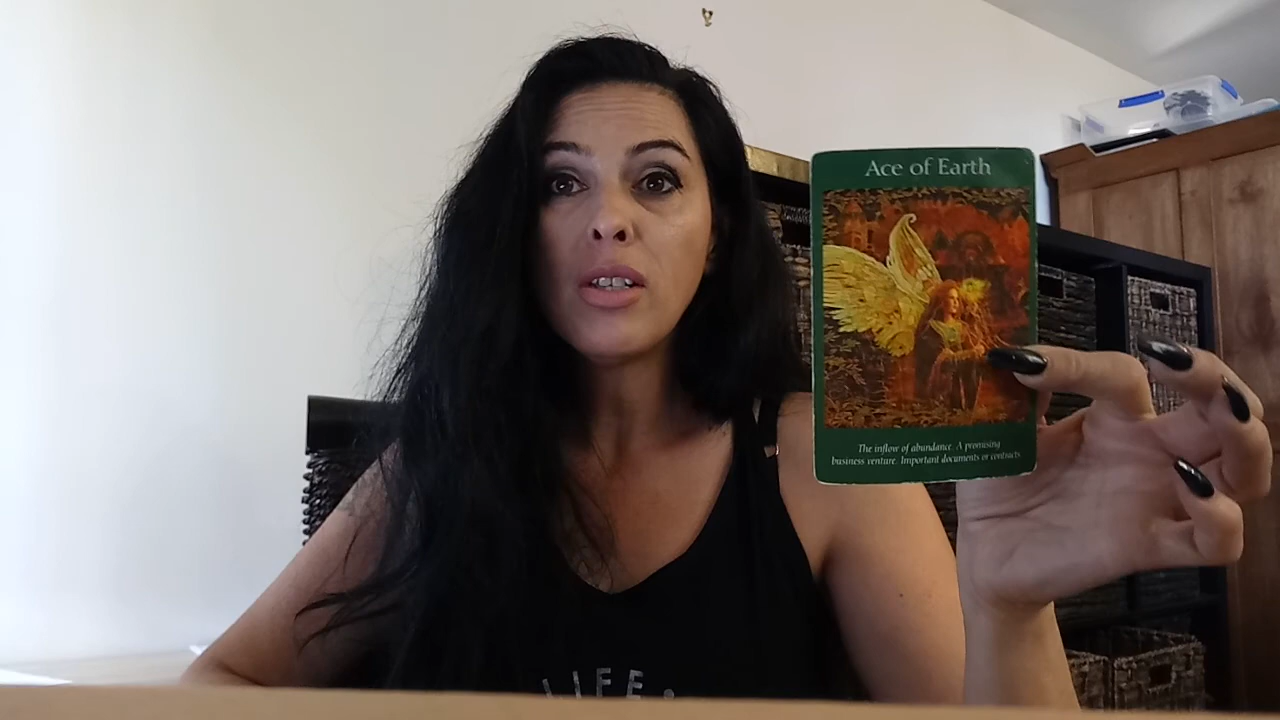 Ace of Earth
The inflow of abundance. A promising
business venture. Important documents or contracts
LIFE.